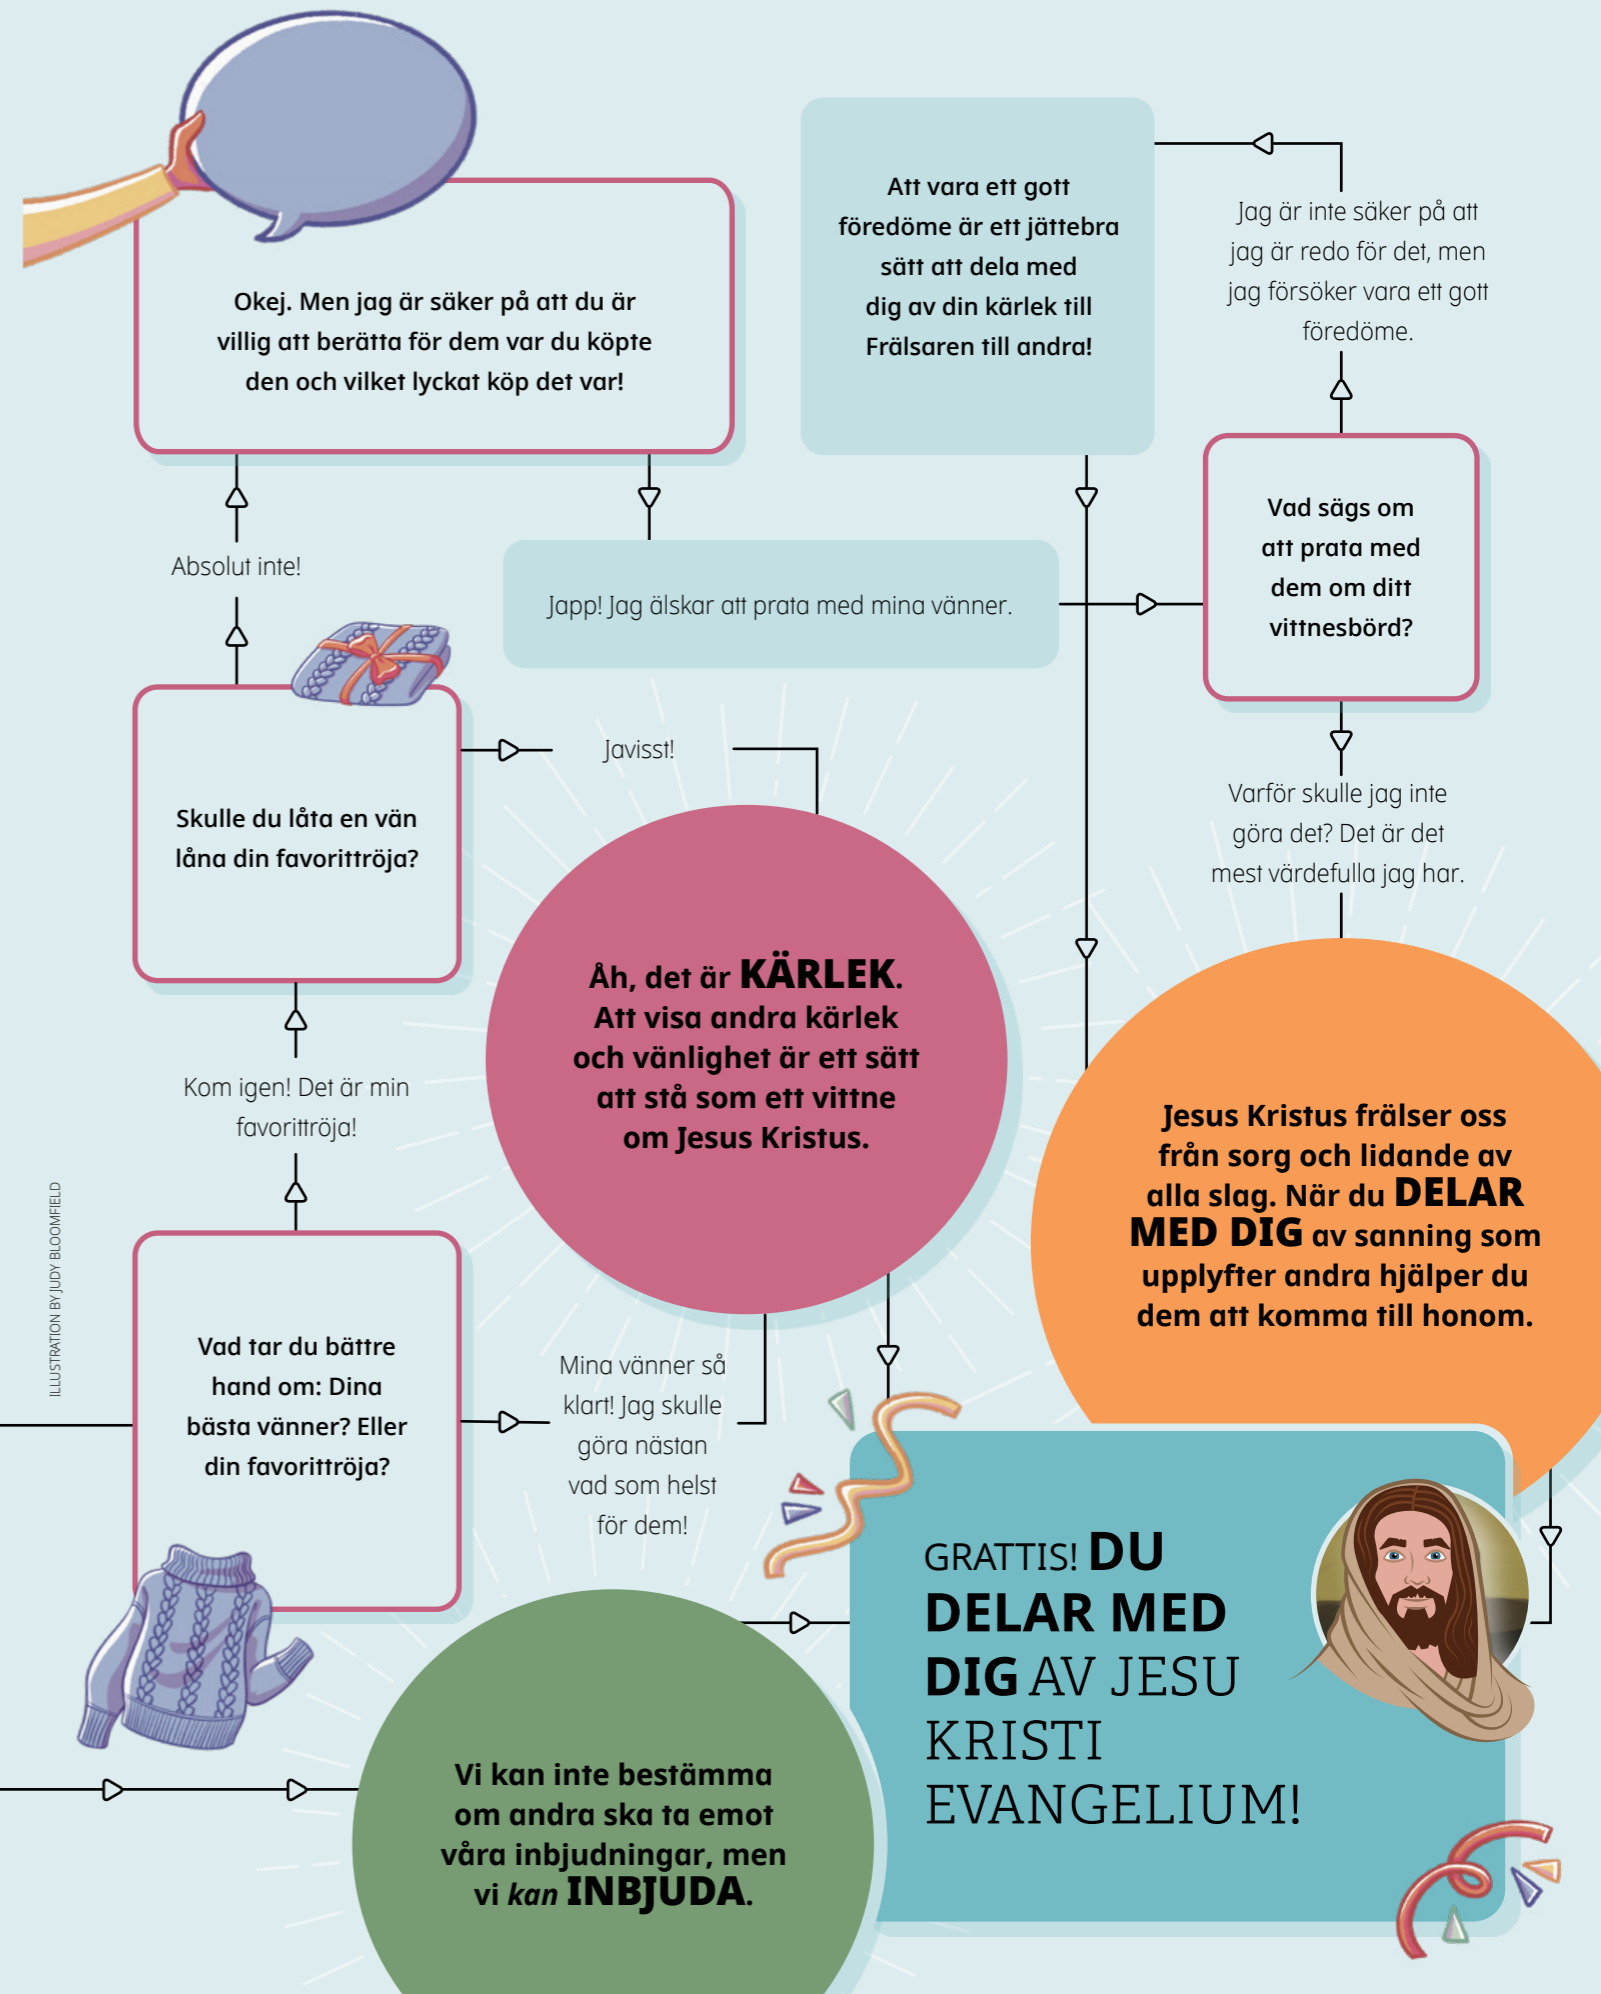 Okej. Men jag är säker på att du är
villig att berätta för dem var du köpte
den och vilket lyckat köp det var!
Att vara ett gott
föredöme är ett jättebra
sätt att dela med
dig av din kärlek till
Frälsaren till andra!
Jag är inte säker på att
jag är redo för det, men
jag försöker vara ett gott
föredöme.
Absolut inte!
Japp! Jag älskar att prata med mina vänner.
Vad sägs om
att prata med
dem om ditt
vittnesbörd?
Javisst!
Skulle du låta en vän
låna din favorittröja?
Varför skulle jag inte
göra det? Det är det
mest värdefulla jag har.
Åh, det är KÄRLEK.
Att visa andra kärlek
och vänlighet är ett sätt
att stå som ett vittne
om Jesus Kristus.
Kom igen! Det är min
favorittröja!
Jesus Kristus frälser oss
från sorg och lidande av
alla slag. När du DELAR
MED DIG av sanning som
upplyfter andra hjälper du
dem att komma till honom.
ILLUSTRATION BY JUDY BLOOMFIELD
Vad tar du bättre
hand om: Dina
bästa vänner? Eller
din favorittröja?
Mina vänner så
klart! Jag skulle
göra nästan
vad som helst
för dem!
GRATTIS! DU
DELAR MED
DIG AV JESU
KRISTI
EVANGELIUM!
Vi kan inte bestämma
om andra ska ta emot
våra inbjudningar, men
vi kan INBJUDA.